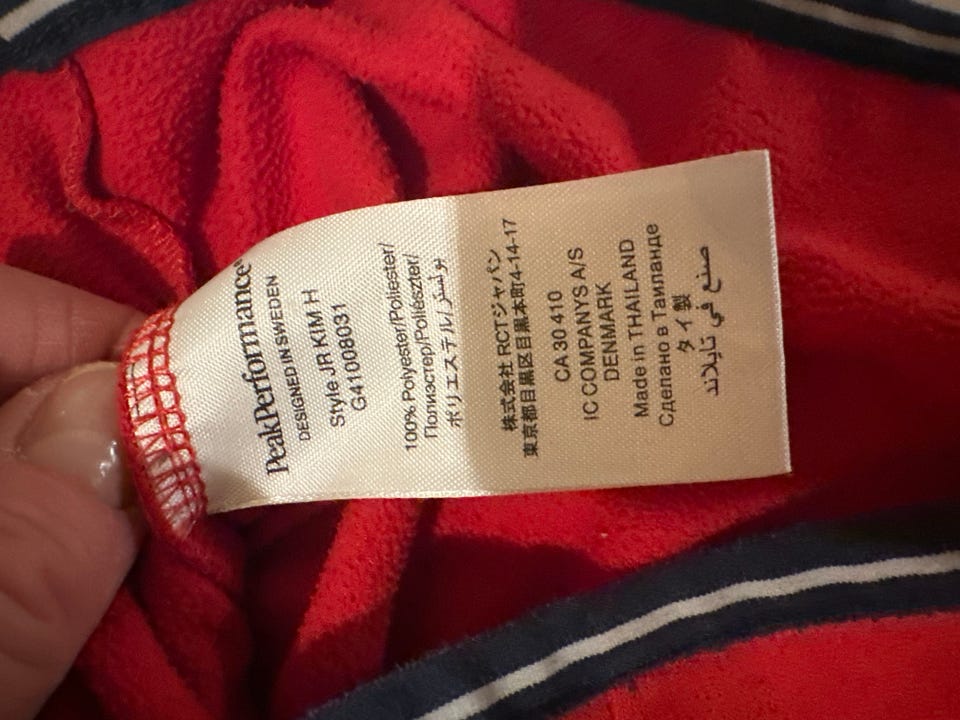 PeakPerformance®
DESIGNED IN SWEDEN
Style JR KIM H
G41008031
100% Polyester/Poliester/
Полиэстер/Poliészter/
ポリエステル/بولستر
株式会社 RCTジャパン
東京都目黒区目黒本町4-14-17
CA 30 410
IC COMPANYS A/S
DENMARK
Made in THAILAND
Сделано в Таиланде
タイ製
صنع في تايلاند